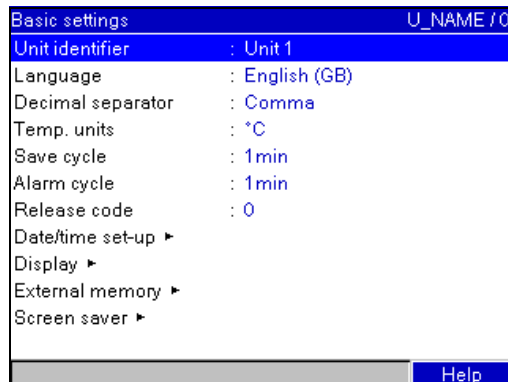 Basic settings U_NAME / 0
Unit identifier : Unit 1
Language : English (GB)
Decimal separator : Comma
Temp. units : °C
Save cycle : 1min
Alarm cycle : 1min
Release code : 0
Date/time set-up ►
Display ►
External memory ►
Screen saver ►
Help